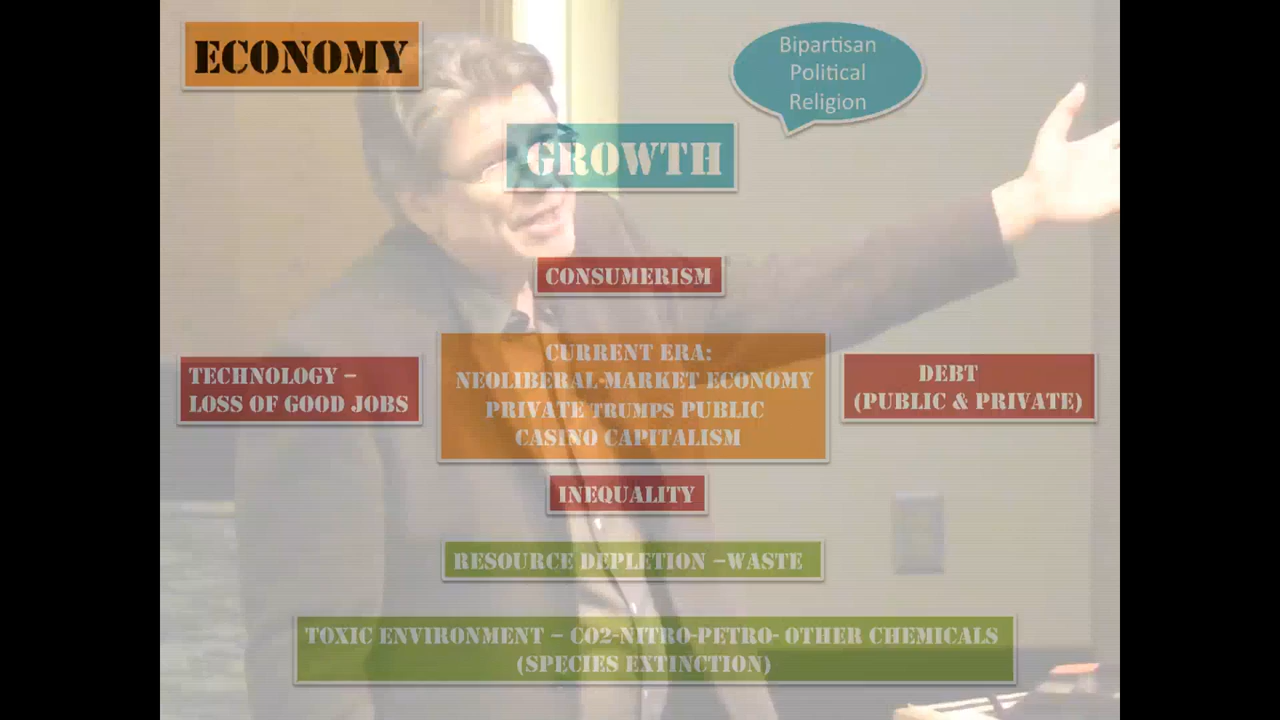 ECONOMY
Bipartisan
Political
Religion
GROWTH
CONSUMERISM
CURRENT ERA:
NEOLIBERAL-MARKET ECONOMY
PRIVATE TRUMPS PUBLIC
CASINO CAPITALISM
TECHNOLOGY –
LOSS OF GOOD JOBS
DEBT
(PUBLIC & PRIVATE)
INEQUALITY
RESOURCE DEPLETION –WASTE
TOXIC ENVIRONMENT – CO2-NITRO-PETRO- OTHER CHEMICALS
(SPECIES EXTINCTION)